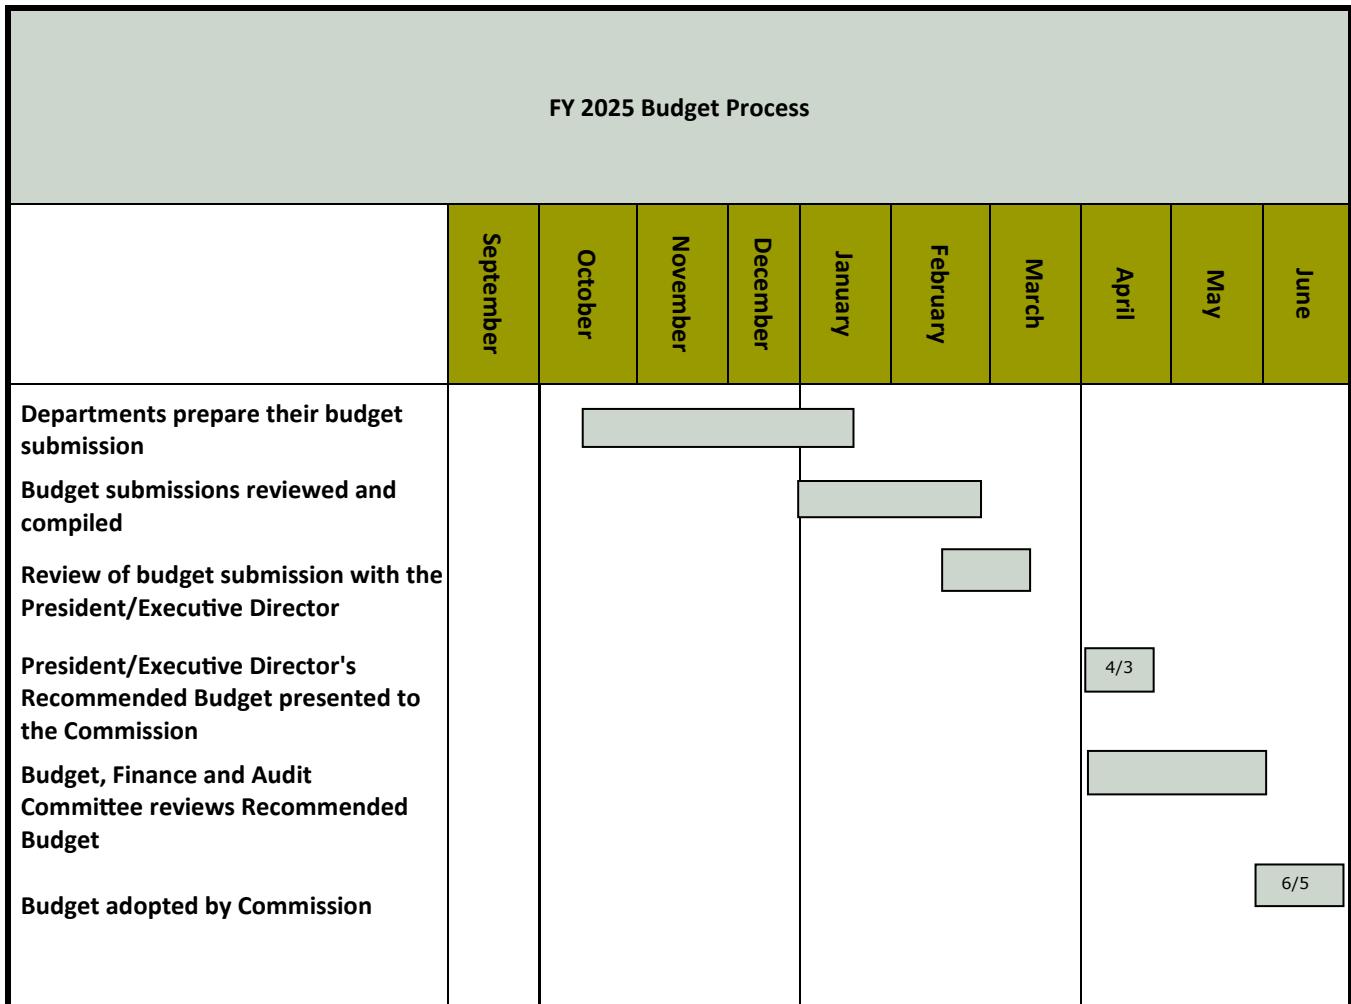 FY 2025 Budget Process
September
October
November
December
January
February
March
April
May
June
Departments prepare their budget
submission
Budget submissions reviewed and
compiled
Review of budget submission with the
President/Executive Director
President/Executive Director's
Recommended Budget presented to
the Commission
4/3
Budget, Finance and Audit
Committee reviews Recommended
Budget
Budget adopted by Commission
6/5